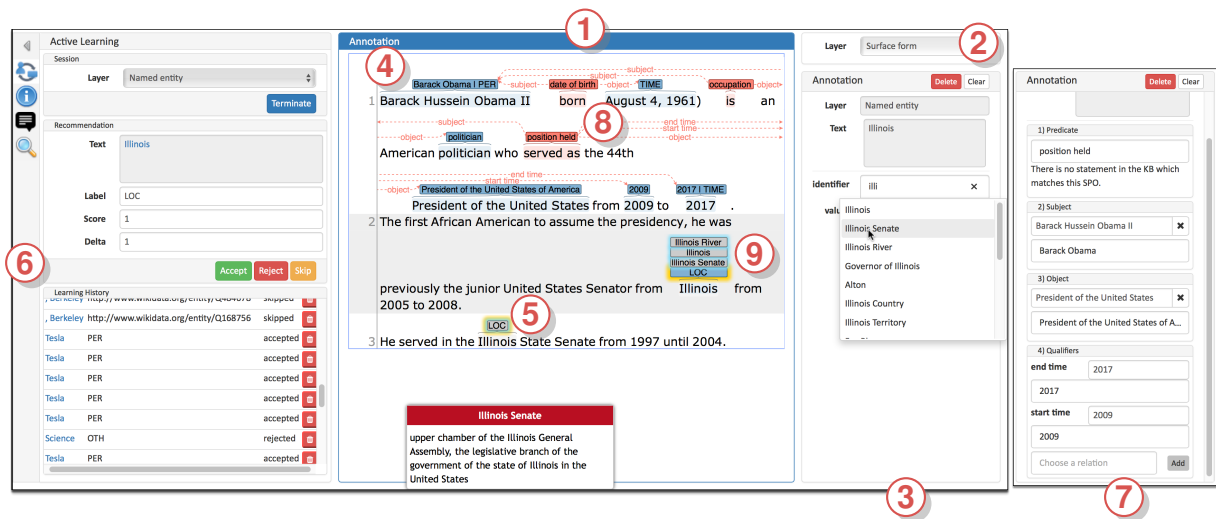 1
2
3
4
5
6
7
8
9
Active Learning
Session
Layer Named entity
Terminate
Recommendation
Text Illinois
Label LOC
Score 1
Delta 1
Accept Reject Skip
Learning History
, Berkeley http://www.wikidata.org/entity/Q484678 skipped
, Berkeley http://www.wikidata.org/entity/Q168756 skipped
Tesla PER accepted
Tesla PER accepted
Tesla PER accepted
Tesla PER accepted
Tesla PER accepted
Science OTH rejected
Tesla PER accepted
Annotation
subject
subject
Barack Obama | PER subject date of birth object TIME occupation object
1 Barack Hussein Obama II born August 4, 1961) is an
subject end time
start time
object politician position held object
American politician who served as the 44th
end time
start time
object President of the United States of America 2009 2017 | TIME
President of the United States from 2009 to 2017 .
2 The first African American to assume the presidency, he was
Illinois River
Illinois
Illinois Senate
LOC
previously the junior United States Senator from Illinois from
2005 to 2008.
LOC
3 He served in the Illinois State Senate from 1997 until 2004.
Illinois Senate
upper chamber of the Illinois General
Assembly, the legislative branch of the
government of the state of Illinois in the
United States
Layer Surface form
Annotation Delete Clear
Layer Named entity
Text Illinois
identifier illi ×
valu
Illinois
Illinois Senate
Illinois River
Governor of Illinois
Alton
Illinois Country
Illinois Territory
Annotation Delete Clear
1) Predicate
position held
There is no statement in the KB which
matches this SPO.
2) Subject
Barack Hussein Obama II ✖
Barack Obama
3) Object
President of the United States ✖
President of the United States of A...
4) Qualifiers
end time 2017
2017
start time 2009
2009
Choose a relation Add